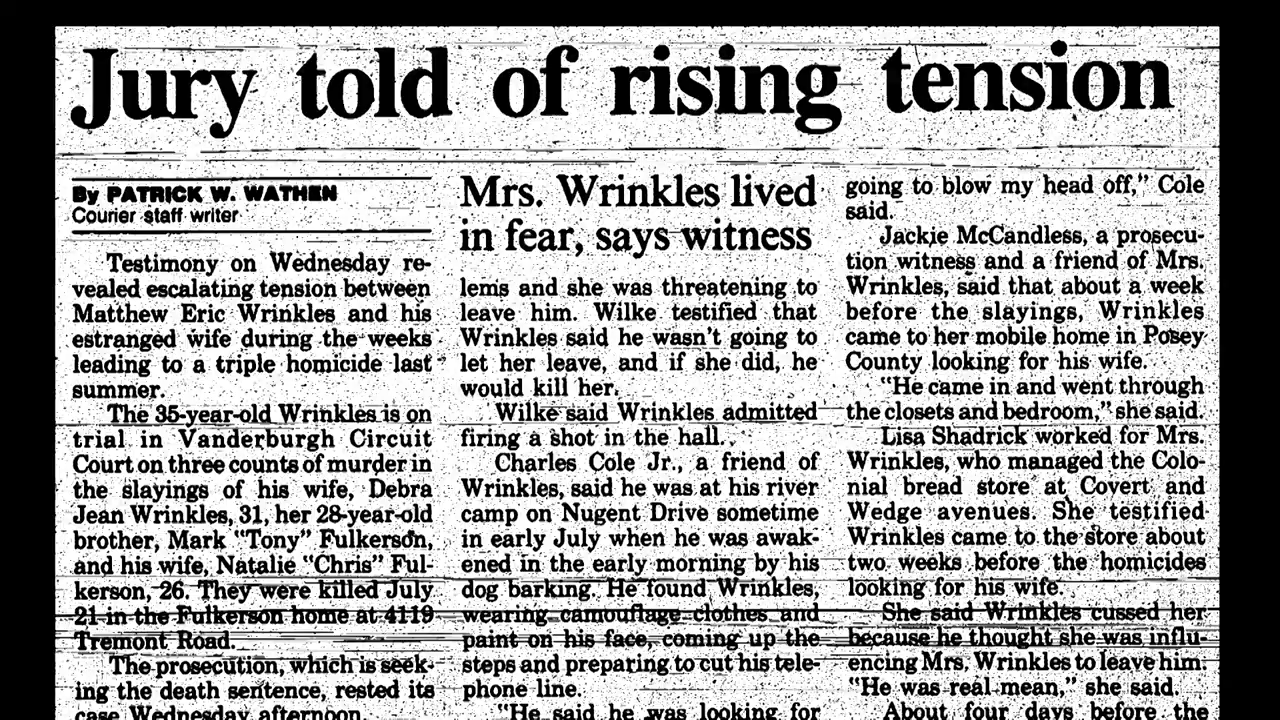 Jury told of rising tension
By PATRICK W. WATHEN
Courier staff writer
Testimony on Wednesday re-
vealed escalating tension between
Matthew Eric Wrinkles and his
estranged wife during the weeks
leading to a triple homicide last
summer.
The 35-year-old Wrinkles is on
trial in Vanderburgh Circuit
Court on three counts of murder in
the slayings of his wife, Debra
Jean Wrinkles, 31, her 28-year-old
brother, Mark "Tony" Fulkerson,
and his wife, Natalie "Chris" Ful-
kerson, 26. They were killed July
21 in the Fulkerson home at 4119
Tremont Road.
The prosecution, which is seek-
ing the death sentence, rested its
case Wednesday afternoon.
Mrs. Wrinkles lived
in fear, says witness
lems and she was threatening to
leave him. Wilke testified that
Wrinkles said he wasn't going to
let her leave, and if she did, he
would kill her.
Wilke said Wrinkles admitted
firing a shot in the hall.
Charles Cole Jr., a friend of
Wrinkles, said he was at his river
camp on Nugent Drive sometime
in early July when he was awak-
ened in the early morning by his
dog barking. He found Wrinkles,
wearing camouflage clothes and
paint on his face, coming up the
steps and preparing to cut his tele-
phone line.
"He said he was looking for
going to blow my head off," Cole
said.
Jackie McCandless, a prosecu-
tion witness and a friend of Mrs.
Wrinkles, said that about a week
before the slayings, Wrinkles
came to her mobile home in Posey
County looking for his wife.
"He came in and went through
the closets and bedroom," she said.
Lisa Shadrick worked for Mrs.
Wrinkles, who managed the Colo-
nial bread store at Covert and
Wedge avenues. She testified
Wrinkles came to the store about
two weeks before the homicides
looking for his wife.
She said Wrinkles cussed her
because he thought she was influ-
encing Mrs. Wrinkles to leave him.
"He was real mean," she said.
About four days before the